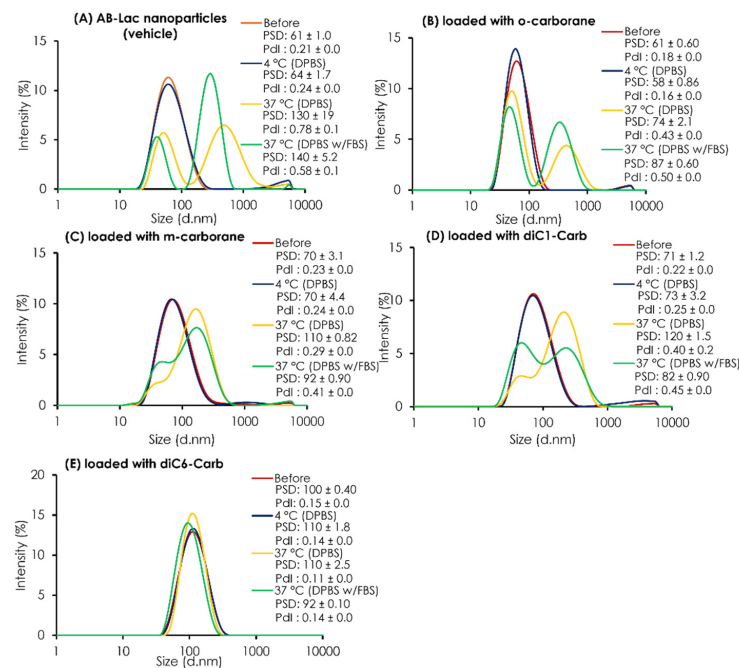 (A) AB-Lac nanoparticles
(vehicle)
Before
PSD: 61 ± 1.0
PdI : 0.21 ± 0.0
4 °C (DPBS)
PSD: 64 ± 1.7
PdI : 0.24 ± 0.0
37 °C (DPBS)
PSD: 130 ± 19
PdI : 0.78 ± 0.1
37 °C (DPBS w/FBS)
PSD: 140 ± 5.2
PdI : 0.58 ± 0.1
Intensity (%)
15
10
5
0
1
10
100
1000
10000
Size (d.nm)
(B) loaded with o-carborane
Before
PSD: 61 ± 0.60
PdI : 0.18 ± 0.0
4 °C (DPBS)
PSD: 58 ± 0.86
PdI : 0.16 ± 0.0
37 °C (DPBS)
PSD: 74 ± 2.1
PdI : 0.43 ± 0.0
37 °C (DPBS w/FBS)
PSD: 87 ± 0.60
PdI : 0.50 ± 0.0
Intensity (%)
15
10
5
0
1
10
100
1000
10000
Size (d.nm)
(C) loaded with m-carborane
Before
PSD: 70 ± 3.1
PdI : 0.23 ± 0.0
4 °C (DPBS)
PSD: 70 ± 4.4
PdI : 0.24 ± 0.0
37 °C (DPBS)
PSD: 110 ± 0.82
PdI : 0.29 ± 0.0
37 °C (DPBS w/FBS)
PSD: 92 ± 0.90
PdI : 0.41 ± 0.0
Intensity (%)
15
10
5
0
1
10
100
1000
10000
Size (d.nm)
(D) loaded with diC1-Carb
Before
PSD: 71 ± 1.2
PdI : 0.22 ± 0.0
4 °C (DPBS)
PSD: 73 ± 3.2
PdI : 0.25 ± 0.0
37 °C (DPBS)
PSD: 120 ± 1.5
PdI : 0.40 ± 0.2
37 °C (DPBS w/FBS)
PSD: 82 ± 0.90
PdI : 0.45 ± 0.0
Intensity (%)
15
10
5
0
1
10
100
1000
10000
Size (d.nm)
(E) loaded with diC6-Carb
Before
PSD: 100 ± 0.40
PdI: 0.15 ± 0.0
4 °C (DPBS)
PSD: 110 ± 1.8
PdI : 0.14 ± 0.0
37 °C (DPBS)
PSD: 110 ± 2.5
PdI : 0.11 ± 0.0
37 °C (DPBS w/FBS)
PSD: 92 ± 0.10
PdI : 0.14 ± 0.0
Intensity (%)
20
15
10
5
0
1
10
100
1000
10000
Size (d.nm)